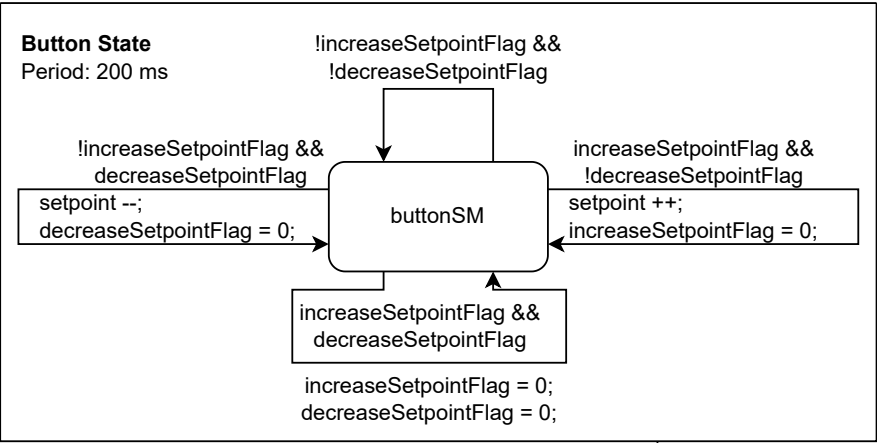 Button State
Period: 200 ms
!increaseSetpointFlag &&
!decreaseSetpointFlag
!increaseSetpointFlag &&
decreaseSetpointFlag
setpoint --;
decreaseSetpointFlag = 0;
buttonSM
increaseSetpointFlag &&
!decreaseSetpointFlag
setpoint ++;
increaseSetpointFlag = 0;
increaseSetpointFlag &&
decreaseSetpointFlag
increaseSetpointFlag = 0;
decreaseSetpointFlag = 0;